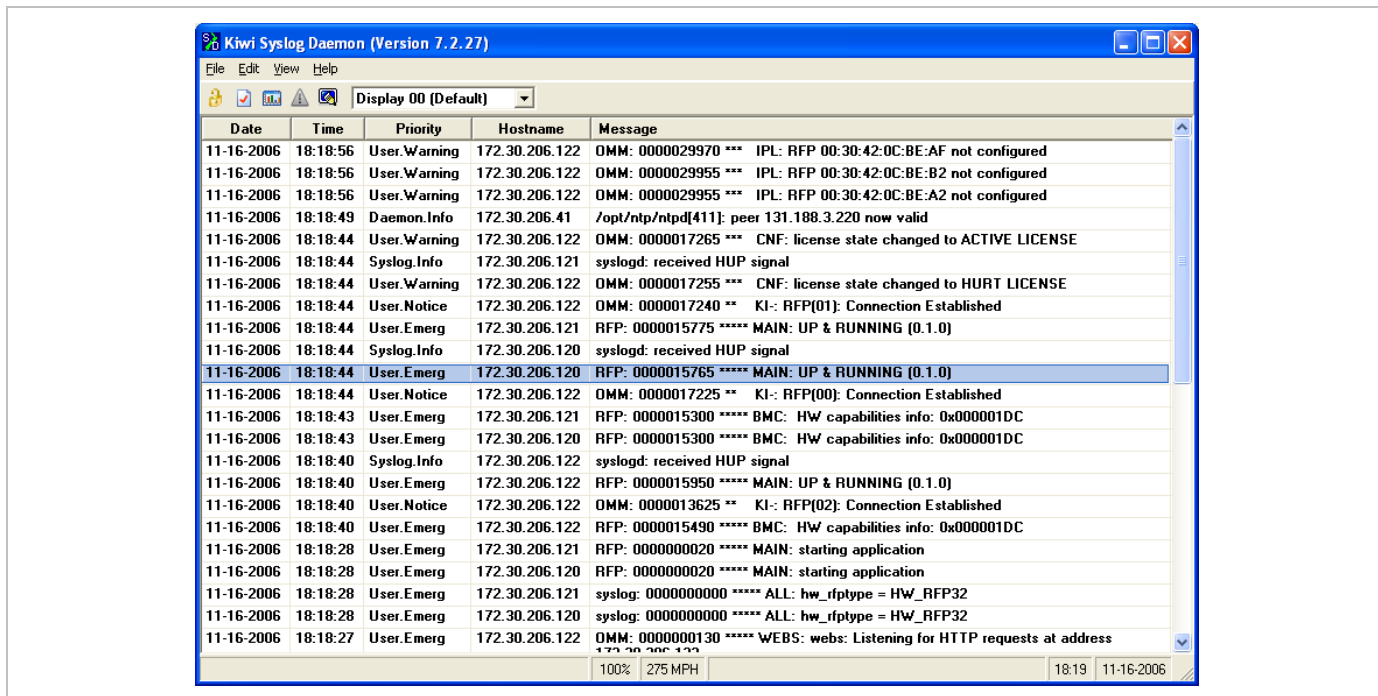 Kiwi Syslog Daemon (Version 7.2.27)
File Edit View Help
Display 00 (Default)
Date Time Priority Hostname Message
11-16-2006 18:18:56 User.Warning 172.30.206.122 OMM: 0000029970 *** IPL: RFP 00:30:42:0C:BE:AF not configured
11-16-2006 18:18:56 User.Warning 172.30.206.122 OMM: 0000029955 *** IPL: RFP 00:30:42:0C:BE:B2 not configured
11-16-2006 18:18:56 User.Warning 172.30.206.122 OMM: 0000029955 *** IPL: RFP 00:30:42:0C:BE:A2 not configured
11-16-2006 18:18:49 Daemon.Info 172.30.206.41 /opt/ntp/ntpd[411]: peer 131.188.3.220 now valid
11-16-2006 18:18:44 User.Warning 172.30.206.122 OMM: 0000017265 *** CNF: license state changed to ACTIVE LICENSE
11-16-2006 18:18:44 Syslog.Info 172.30.206.121 syslogd: received HUP signal
11-16-2006 18:18:44 User.Warning 172.30.206.122 OMM: 0000017255 *** CNF: license state changed to HURT LICENSE
11-16-2006 18:18:44 User.Notice 172.30.206.122 OMM: 0000017240 ** KI-: RFP(01): Connection Established
11-16-2006 18:18:44 User.Emerg 172.30.206.121 RFP: 0000015775 ***** MAIN: UP & RUNNING (0.1.0)
11-16-2006 18:18:44 Syslog.Info 172.30.206.120 syslogd: received HUP signal
11-16-2006 18:18:44 User.Emerg 172.30.206.120 RFP: 0000015765 ***** MAIN: UP & RUNNING (0.1.0)
11-16-2006 18:18:44 User.Notice 172.30.206.122 OMM: 0000017225 ** KI-: RFP(00): Connection Established
11-16-2006 18:18:43 User.Emerg 172.30.206.121 RFP: 0000015300 ***** BMC: HW capabilities info: 0x000001DC
11-16-2006 18:18:43 User.Emerg 172.30.206.120 RFP: 0000015300 ***** BMC: HW capabilities info: 0x000001DC
11-16-2006 18:18:40 Syslog.Info 172.30.206.122 syslogd: received HUP signal
11-16-2006 18:18:40 User.Emerg 172.30.206.122 RFP: 0000015950 ***** MAIN: UP & RUNNING (0.1.0)
11-16-2006 18:18:40 User.Notice 172.30.206.122 OMM: 0000013625 ** KI-: RFP(02): Connection Established
11-16-2006 18:18:40 User.Emerg 172.30.206.122 RFP: 0000015490 ***** BMC: HW capabilities info: 0x000001DC
11-16-2006 18:18:28 User.Emerg 172.30.206.121 RFP: 0000000020 ***** MAIN: starting application
11-16-2006 18:18:28 User.Emerg 172.30.206.120 RFP: 0000000020 ***** MAIN: starting application
11-16-2006 18:18:28 User.Emerg 172.30.206.121 syslog: 0000000000 ***** ALL: hw_rfptype = HW_RFP32
11-16-2006 18:18:28 User.Emerg 172.30.206.120 syslog: 0000000000 ***** ALL: hw_rfptype = HW_RFP32
11-16-2006 18:18:27 User.Emerg 172.30.206.122 OMM: 0000000130 ***** WEBS: webs: Listening for HTTP requests at address
100% 275 MPH 18:19 11-16-2006